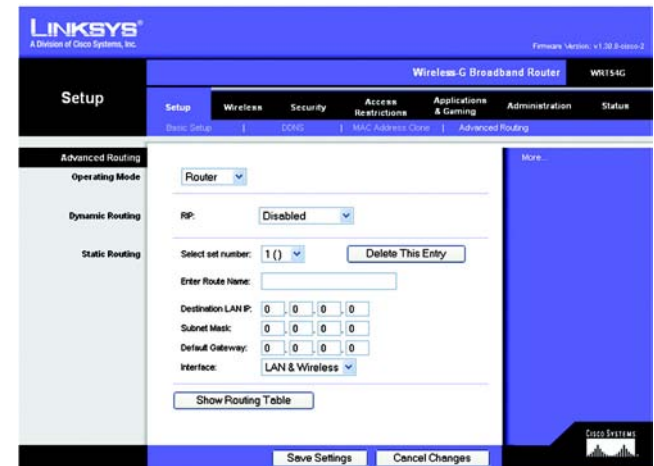 LINKSYS®
A Division of Cisco Systems, Inc.
Firmware Version: v1.30.0-cisco-2
Wireless-G Broadband Router WRT54G
Setup
Setup Wireless Security Access Restrictions Applications & Gaming Administration Status
Basic Setup | DDNS | MAC Address Clone | Advanced Routing
Advanced Routing
More...
Operating Mode Router
Dynamic Routing RIP: Disabled
Static Routing Select set number: 1 () Delete This Entry
Enter Route Name:
Destination LAN IP: 0 . 0 . 0 . 0
Subnet Mask: 0 . 0 . 0 . 0
Default Gateway: 0 . 0 . 0 . 0
Interface: LAN & Wireless
Show Routing Table
CISCO SYSTEMS
Save Settings Cancel Changes